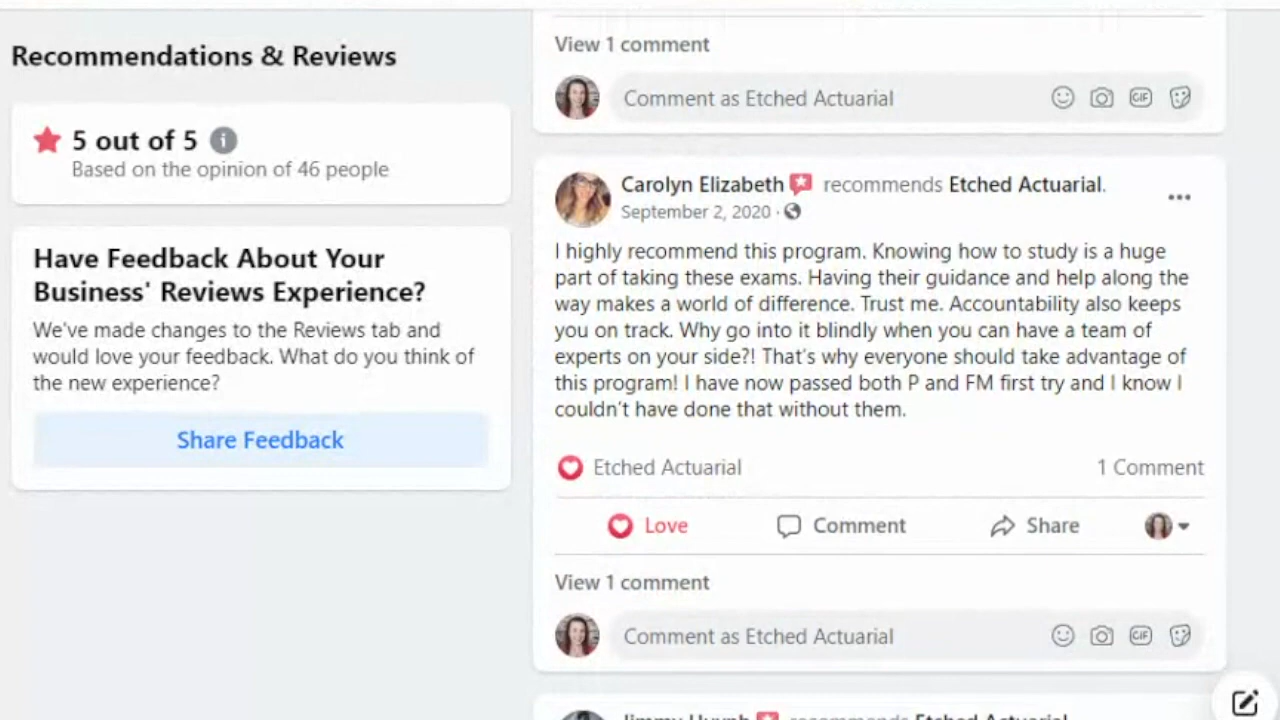 Recommendations & Reviews
5 out of 5
Based on the opinion of 46 people
Have Feedback About Your
Business' Reviews Experience?
We've made changes to the Reviews tab and
would love your feedback. What do you think of
the new experience?
Share Feedback
View 1 comment
Comment as Etched Actuarial
GIF
Carolyn Elizabeth recommends Etched Actuarial.
September 2, 2020 ·
I highly recommend this program. Knowing how to study is a huge
part of taking these exams. Having their guidance and help along the
way makes a world of difference. Trust me. Accountability also keeps
you on track. Why go into it blindly when you can have a team of
experts on your side?! That's why everyone should take advantage of
this program! I have now passed both P and FM first try and I know I
couldn't have done that without them.
Etched Actuarial 1 Comment
Love Comment Share
View 1 comment
Comment as Etched Actuarial
GIF
Jimmy Huynh recommends Etched Actuarial